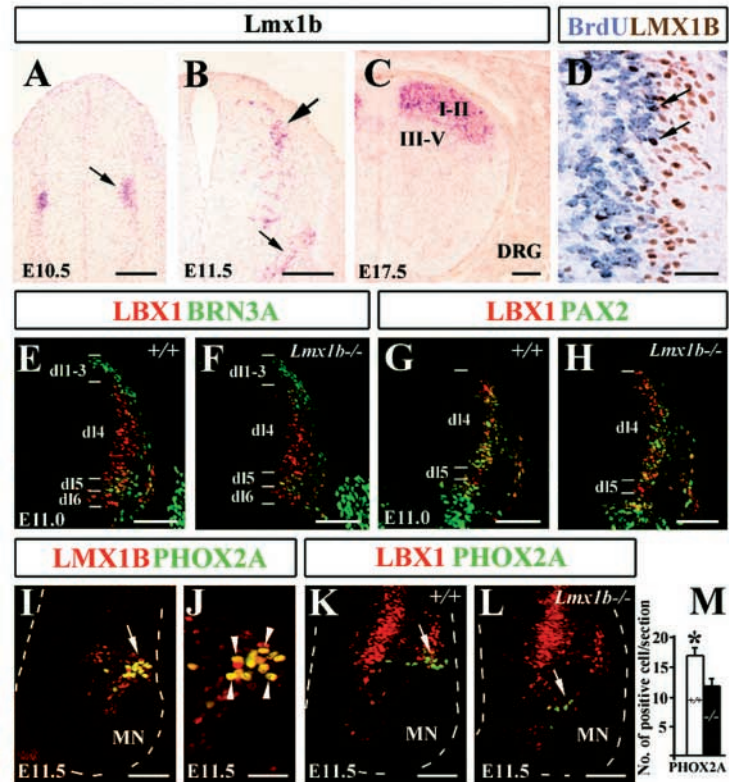 Lmx1b
BrdU LMX1B
A
B
C
D
I-II
III-V
DRG
E10.5
E11.5
E17.5
LBX1 BRN3A
LBX1 PAX2
E
+/+
F
Lmx1b-/-
G
+/+
H
Lmx1b-/-
dI1-3
dI1-3
dI4
dI4
dI4
dI4
dI5
dI5
dI5
dI5
dI6
dI6
E11.0
E11.0
LMX1B PHOX2A
LBX1 PHOX2A
I
J
K
+/+
L
Lmx1b-/-
M
No. of positive cell/section
20
15
10
5
*
+/+
-/-
PHOX2A
MN
MN
MN
E11.5
E11.5
E11.5
E11.5